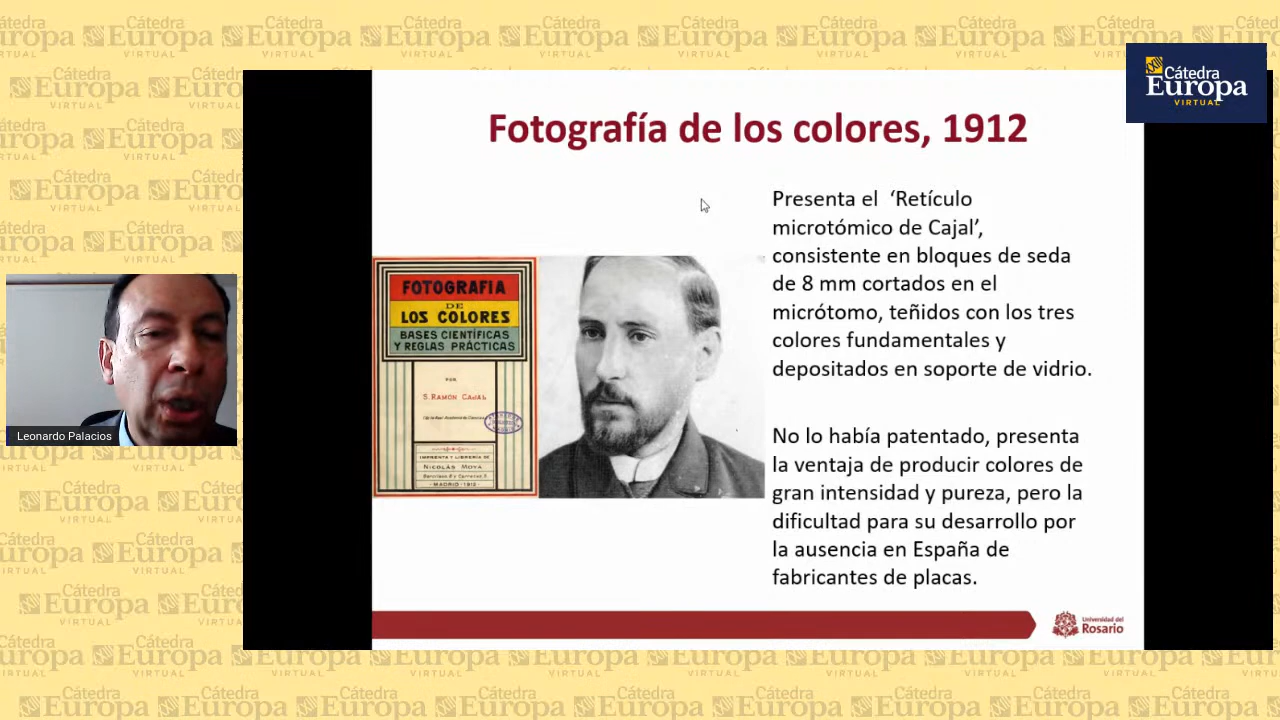 Cátedra
Europa
VIRTUAL
Fotografía de los colores, 1912
Presenta el ‘Retículo
microtómico de Cajal’,
consistente en bloques de seda
de 8 mm cortados en el
micrótomo, teñidos con los tres
colores fundamentales y
depositados en soporte de vidrio.
No lo había patentado, presenta
la ventaja de producir colores de
gran intensidad y pureza, pero la
dificultad para su desarrollo por
la ausencia en España de
fabricantes de placas.
FOTOGRAFIA
DE
LOS COLORES
BASES CIENTÍFICAS
Y REGLAS PRÁCTICAS
POR
S. RAMON CAJAL
IMPRENTA Y LIBRERÍA DE
NICOLÁS MOYA
MADRID 1912
Leonardo Palacios
Universidad del
Rosario